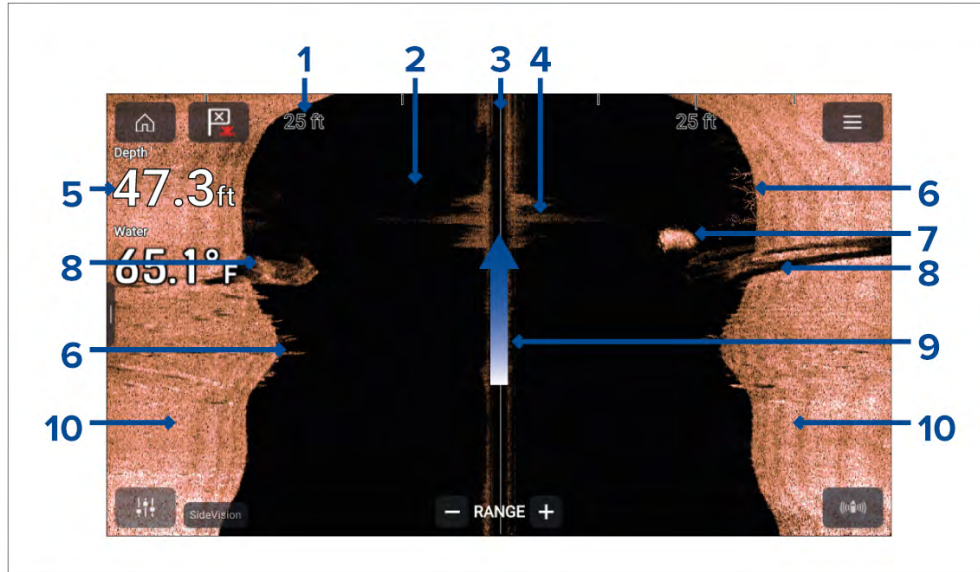 1
2
3
4
25 ft
25 ft
Depth
5
47.3ft
6
7
Water
8
65.1°F
8
6
9
10
10
SideVision
− RANGE +